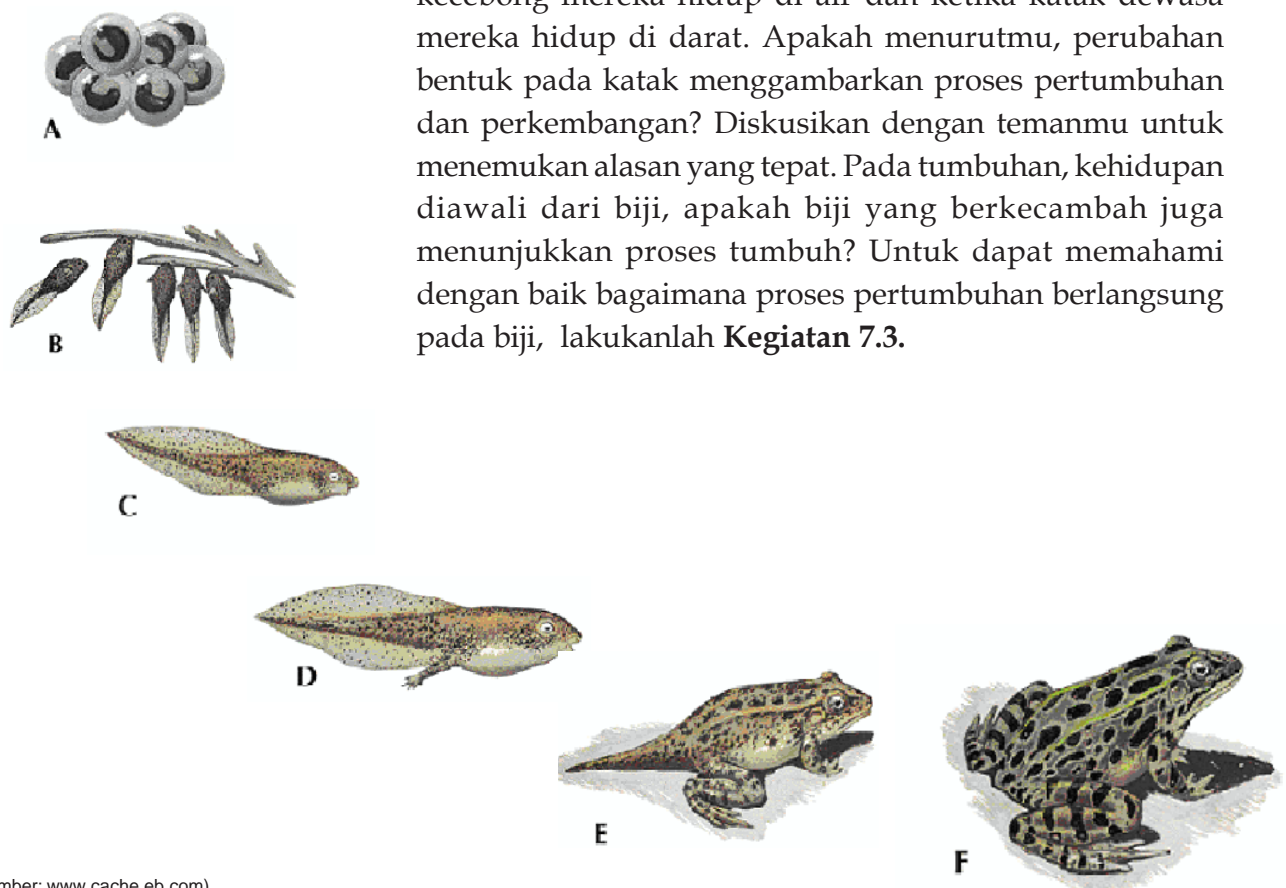 kecebong mereka hidup di air dan ketika katak dewasa
mereka hidup di darat. Apakah menurutmu, perubahan
bentuk pada katak menggambarkan proses pertumbuhan
dan perkembangan? Diskusikan dengan temanmu untuk
menemukan alasan yang tepat. Pada tumbuhan, kehidupan
diawali dari biji, apakah biji yang berkecambah juga
menunjukkan proses tumbuh? Untuk dapat memahami
dengan baik bagaimana proses pertumbuhan berlangsung
pada biji, lakukanlah Kegiatan 7.3.
A
B
C
D
E
F
mber: www.cache.eb.com)